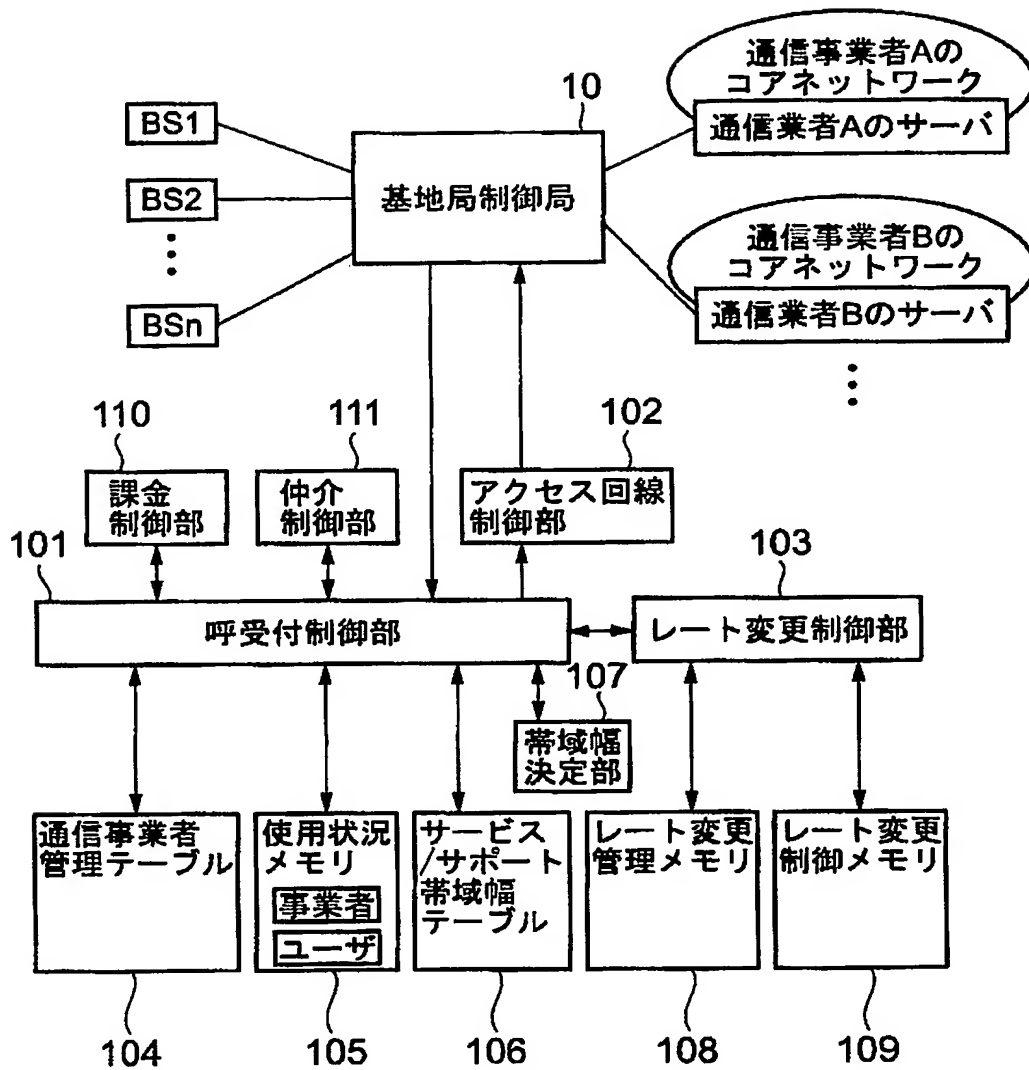 通信事業者Aの
コアネットワーク
通信業者Aのサーバ
10
BS1
基地局制御局
BS2
BSn
通信事業者Bの
コアネットワーク
通信業者Bのサーバ
110
111
102
課金
制御部
仲介
制御部
アクセス回線
制御部
101
103
呼受付制御部
レート変更制御部
107
帯域幅
決定部
通信事業者
管理テーブル
使用状況
メモリ
事業者
ユーザ
サービス
/サポート
帯域幅
テーブル
レート変更
管理メモリ
レート変更
制御メモリ
104
105
106
108
109